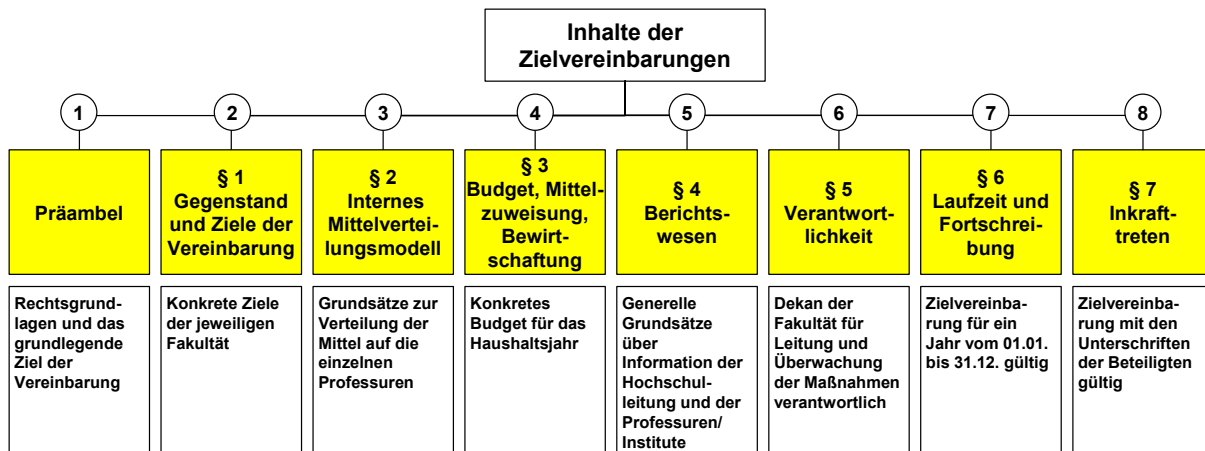 Inhalte der
Zielvereinbarungen
1
2
3
4
5
6
7
8
Präambel
§ 1
Gegenstand
und Ziele der
Vereinbarung
§ 2
Internes
Mittelvertei-
lungsmodell
§ 3
Budget, Mittel-
zuweisung,
Bewirt-
schaftung
§ 4
Berichts-
wesen
§ 5
Verantwort-
lichkeit
§ 6
Laufzeit und
Fortschrei-
bung
§ 7
Inkraft-
treten
Rechtsgrund-
lagen und das
grundlegende
Ziel der
Vereinbarung
Konkrete Ziele
der jeweiligen
Fakultät
Grundsätze zur
Verteilung der
Mittel auf die
einzelnen
Professuren
Konkretes
Budget für das
Haushaltsjahr
Generelle
Grundsätze
über
Information der
Hochschul-
leitung und der
Professuren/
Institute
Dekan der
Fakultät für
Leitung und
Überwachung
der Maßnahmen
verantwortlich
Zielvereinba-
rung für ein
Jahr vom 01.01.
bis 31.12. gültig
Zielvereinba-
rung mit den
Unterschriften
der Beteiligten
gültig